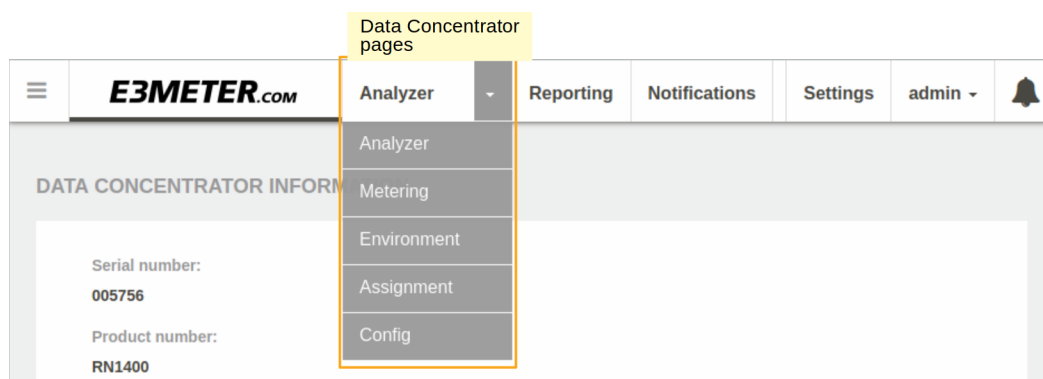 Data Concentrator
pages
E3METER.COM
Analyzer
Reporting
Notifications
Settings
admin
Analyzer
Metering
Environment
Assignment
Config
DATA CONCENTRATOR INFORM
Serial number:
005756
Product number:
RN1400